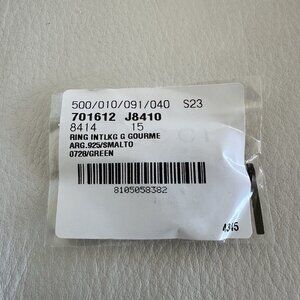 500/010/091/040 S23
701612 J8410
8414 15
RING INTLKG G GOURME
ARG.925/SMALTO
0728/GREEN
8105058382